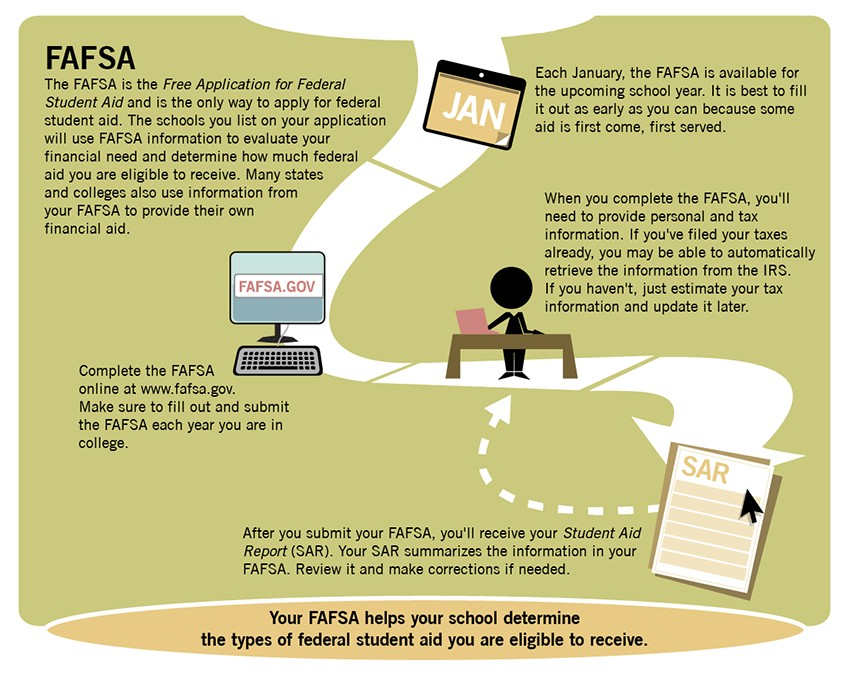 FAFSA
The FAFSA is the Free Application for Federal
Student Aid and is the only way to apply for federal
student aid. The schools you list on your application
will use FAFSA information to evaluate your
financial need and determine how much federal
aid you are eligible to receive. Many states
and colleges also use information from
your FAFSA to provide their own
financial aid.
JAN
Each January, the FAFSA is available for
the upcoming school year. It is best to fill
it out as early as you can because some
aid is first come, first served.
When you complete the FAFSA, you'll
need to provide personal and tax
information. If you've filed your taxes
already, you may be able to automatically
retrieve the information from the IRS.
If you haven't, just estimate your tax
information and update it later.
FAFSA.GOV
Complete the FAFSA
online at www.fafsa.gov.
Make sure to fill out and submit
the FAFSA each year you are in
college.
SAR
After you submit your FAFSA, you'll receive your Student Aid
Report (SAR). Your SAR summarizes the information in your
FAFSA. Review it and make corrections if needed.
Your FAFSA helps your school determine
the types of federal student aid you are eligible to receive.